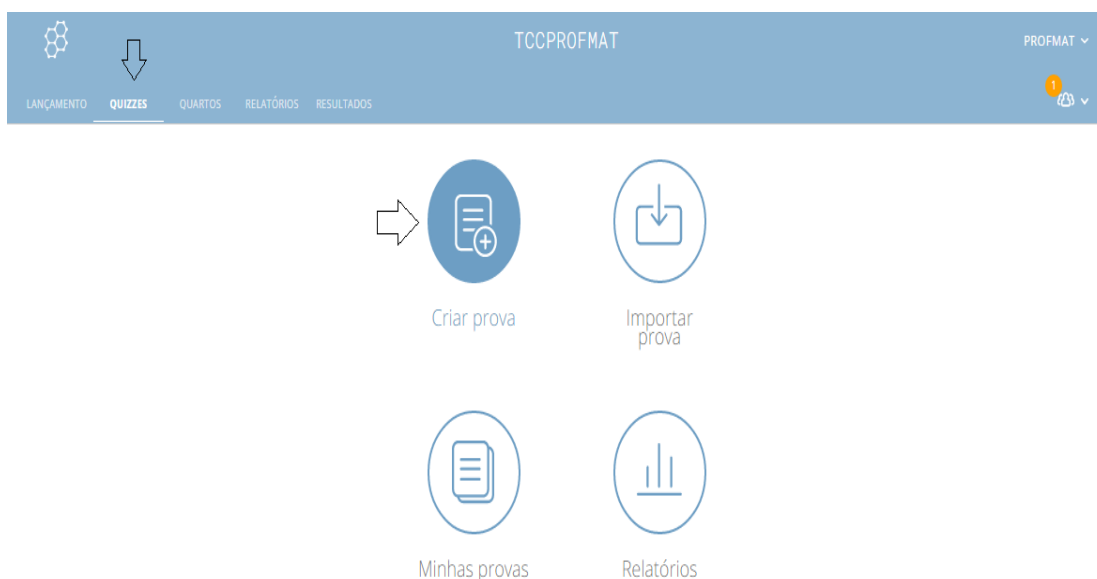 TCCPROFMAT
PROFMAT
1
LANÇAMENTO QUIZZES QUARTOS RELATÓRIOS RESULTADOS
Criar prova
Importar
prova
Minhas provas
Relatórios